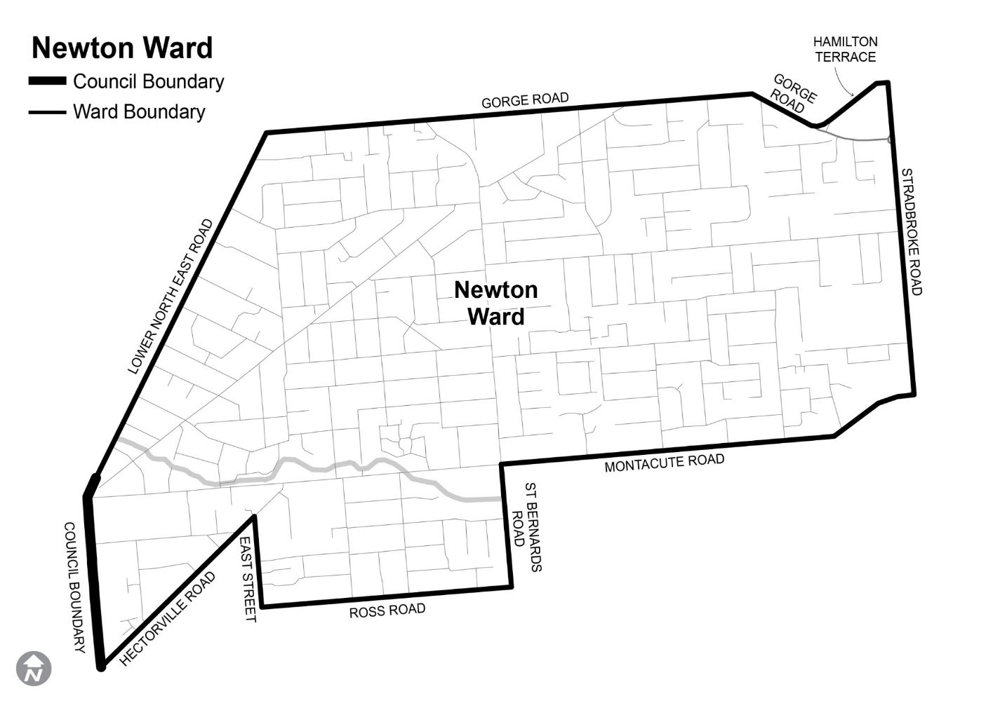 Newton Ward
Council Boundary
Ward Boundary
HAMILTON
TERRACE
GORGE ROAD
GORGE
ROAD
LOWER NORTH EAST ROAD
STRADBROKE ROAD
Newton
Ward
MONTACUTE ROAD
ST BERNARDS
ROAD
COUNCIL BOUNDARY
EAST STREET
HECTORVILLE ROAD
ROSS ROAD
N